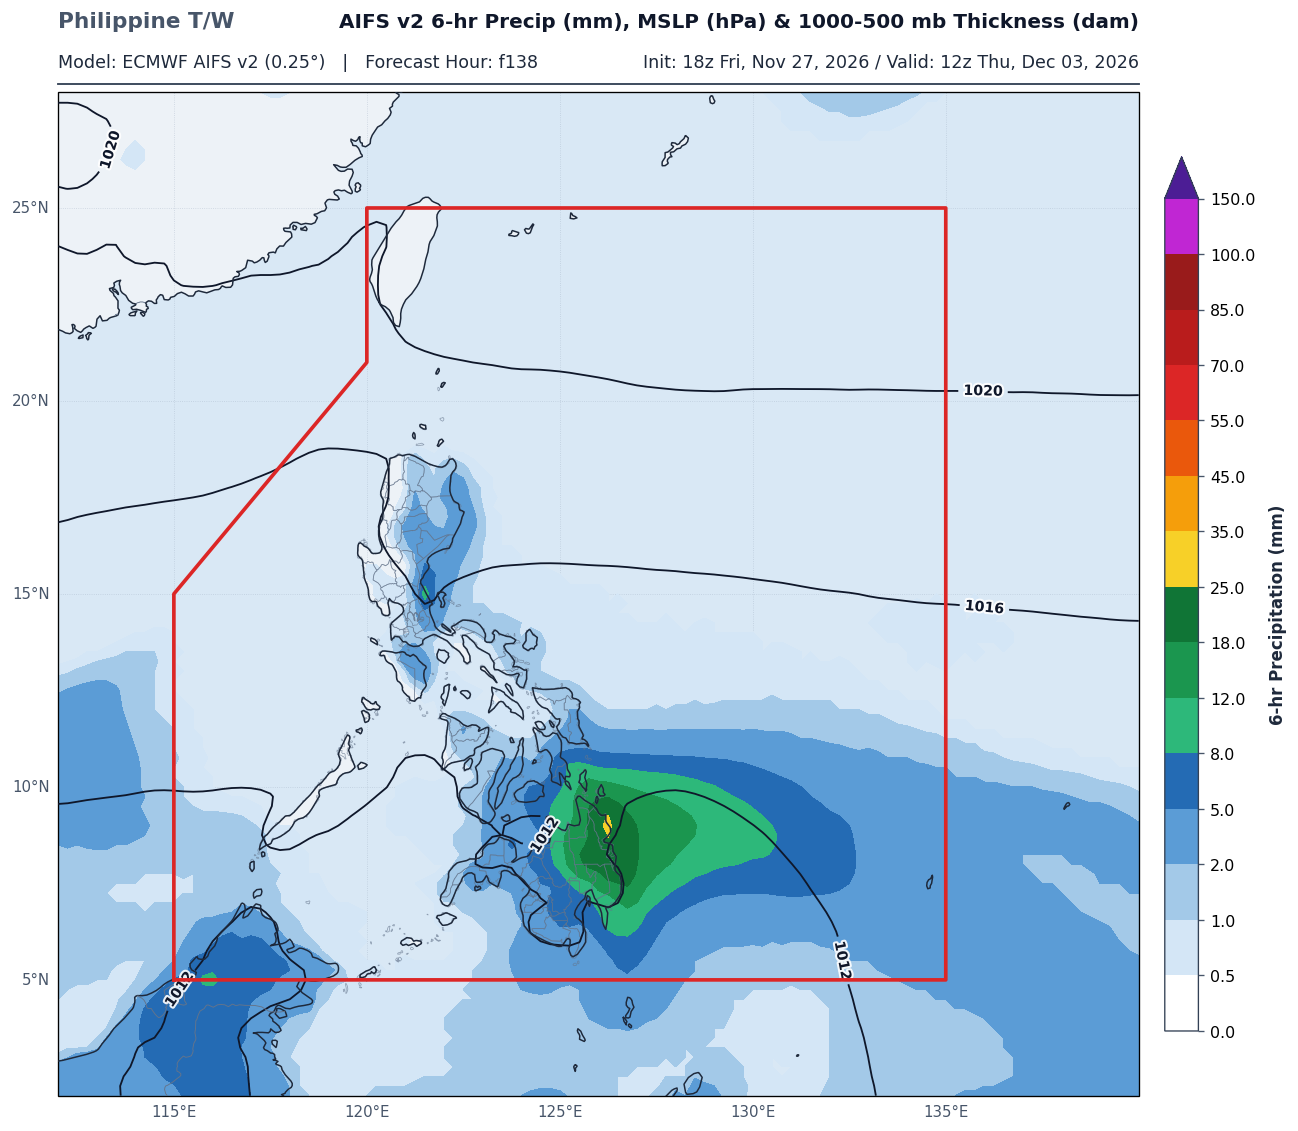 Philippine T/W
AIFS v2 6-hr Precip (mm), MSLP (hPa) & 1000-500 mb Thickness (dam)
Model: ECMWF AIFS v2 (0.25°)   |   Forecast Hour: f138
Init: 18z Fri, Nov 27, 2026 / Valid: 12z Thu, Dec 03, 2026
1020
25°N
20°N
1020
15°N
1016
10°N
1012
1012
5°N
1012
115°E
120°E
125°E
130°E
135°E
150.0
100.0
85.0
70.0
55.0
45.0
35.0
25.0
18.0
12.0
8.0
5.0
2.0
1.0
0.5
0.0
6-hr Precipitation (mm)